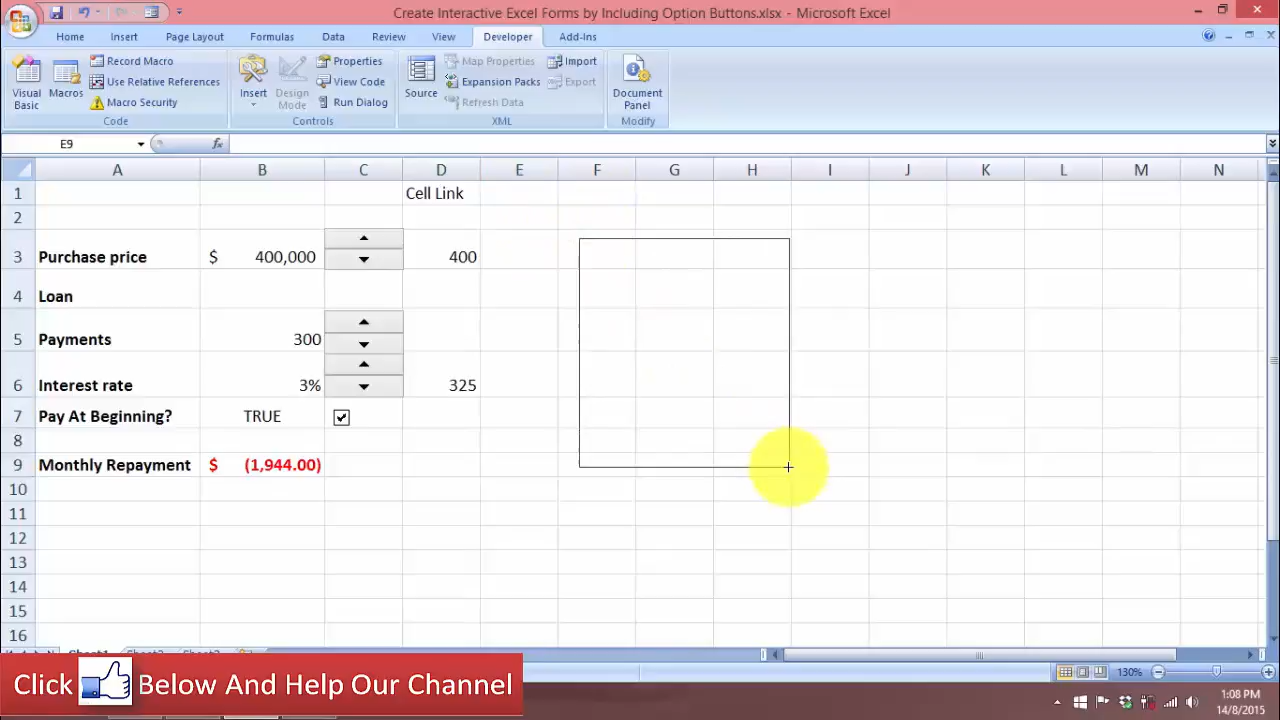 Create Interactive Excel Forms by Including Option Buttons.xlsx - Microsoft Excel
Home Insert Page Layout Formulas Data Review View Developer Add-Ins
Visual Basic
Macros
Record Macro
Use Relative References
Macro Security
Code
Insert
Design Mode
Properties
View Code
Run Dialog
Controls
Source
Map Properties
Expansion Packs
Refresh Data
Import
Export
XML
Document Panel
Modify
E9 fx
A B C D E F G H I J K L M N
1 Cell Link
2
3 Purchase price $ 400,000 400
4 Loan
5 Payments 300
6 Interest rate 3% 325
7 Pay At Beginning? TRUE
8
9 Monthly Repayment $ (1,944.00)
10
11
12
13
14
15
16
130%
Click Below And Help Our Channel
1:08 PM
14/8/2015